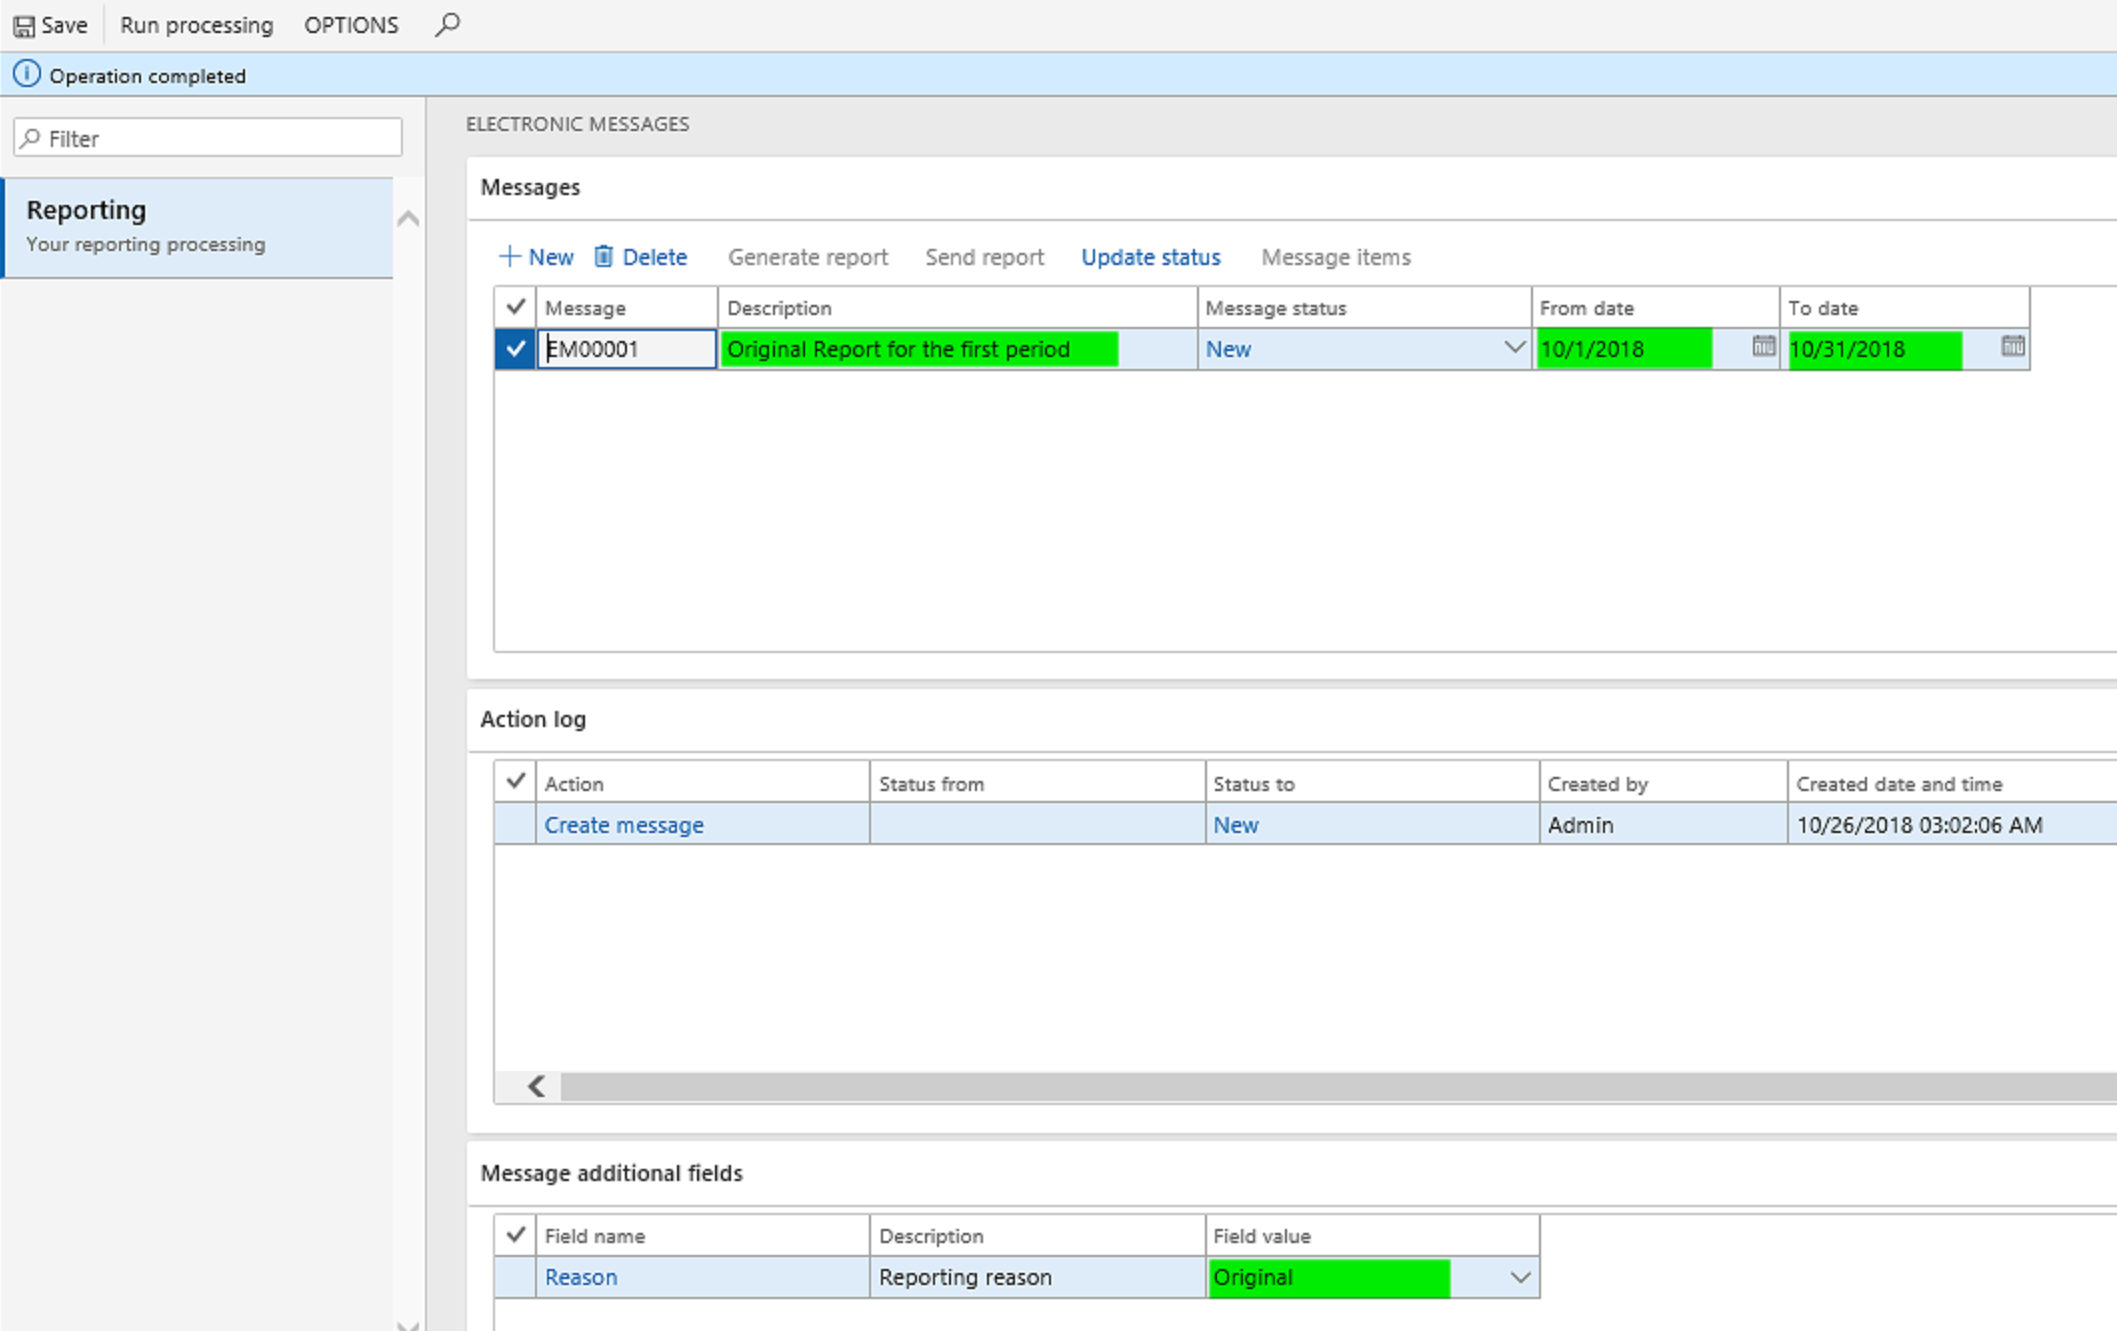 Save Run processing OPTIONS
Operation completed
Filter
Reporting
Your reporting processing
ELECTRONIC MESSAGES
Messages
New Delete Generate report Send report Update status Message items
Message Description Message status From date To date
EM00001 Original Report for the first period New 10/1/2018 10/31/2018
Action log
Action Status from Status to Created by Created date and time
Create message New Admin 10/26/2018 03:02:06 AM
Message additional fields
Field name Description Field value
Reason Reporting reason Original